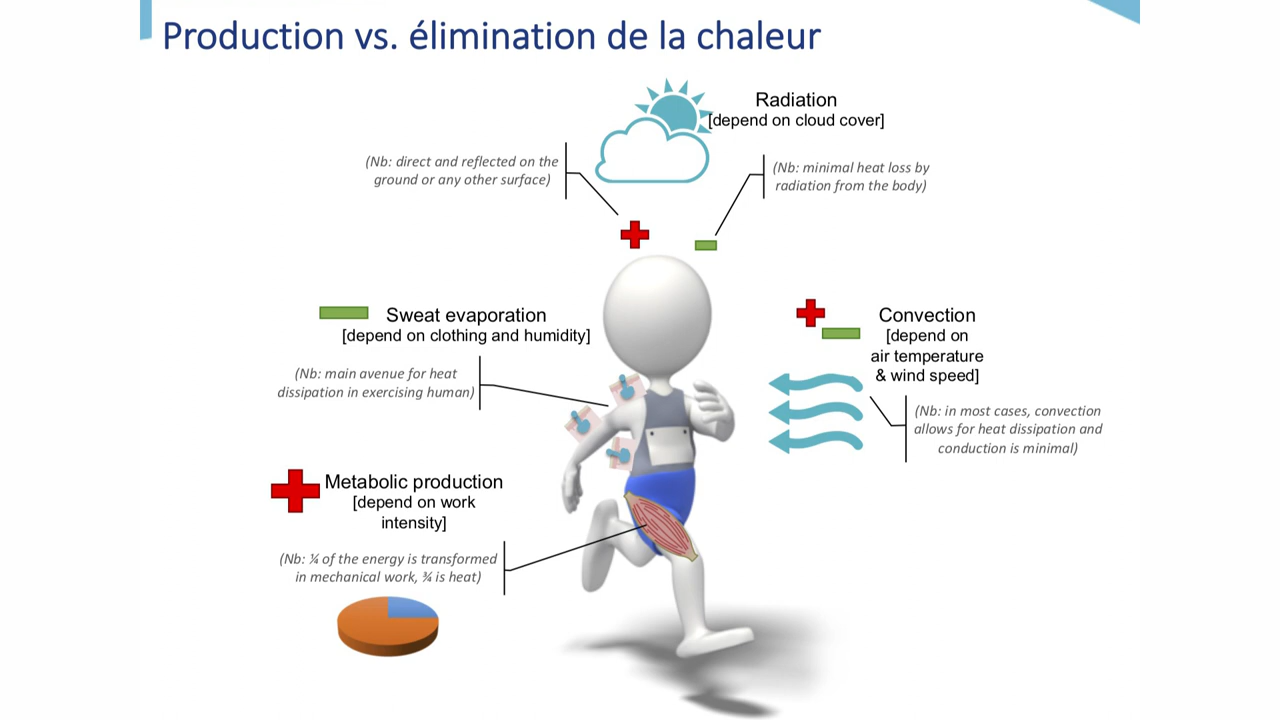 Production vs. élimination de la chaleur
Radiation
[depend on cloud cover]
(Nb: direct and reflected on the
ground or any other surface)
(Nb: minimal heat loss by
radiation from the body)
Sweat evaporation
[depend on clothing and humidity]
(Nb: main avenue for heat
dissipation in exercising human)
Convection
[depend on
air temperature
& wind speed]
(Nb: in most cases, convection
allows for heat dissipation and
conduction is minimal)
Metabolic production
[depend on work
intensity]
(Nb: ¼ of the energy is transformed
in mechanical work, ¾ is heat)